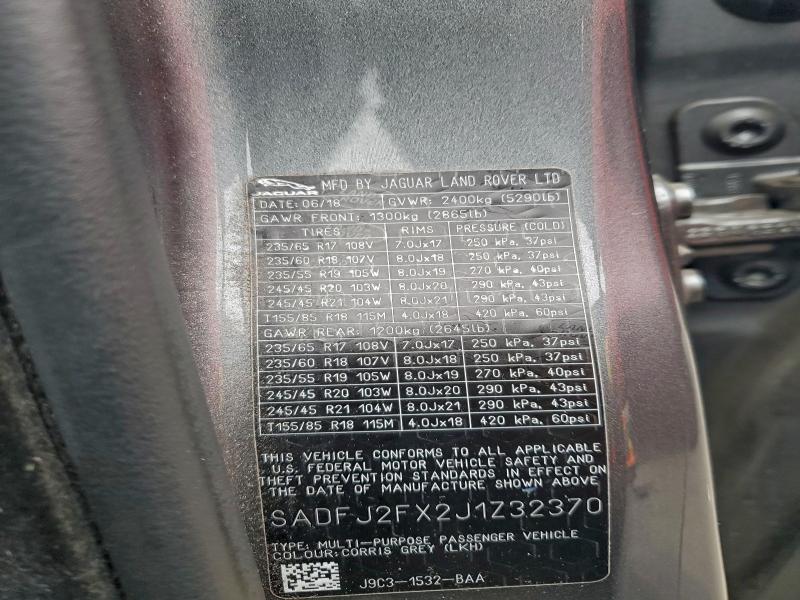 JAGUAR MFD BY JAGUAR LAND ROVER LTD
DATE: 06/18 GVWR: 2400kg (5290lb)
GAWR FRONT: 1300kg (2865lb)
TIRES RIMS PRESSURE (COLD)
235/65 R17 108V 7.0Jx17 250 kPa, 37psi
235/60 R18 107V 8.0Jx18 250 kPa, 37psi
235/55 R19 105W 8.0Jx19 270 kPa, 40psi
245/45 R20 103W 8.0Jx20 290 kPa, 43psi
245/45 R21 104W 8.0Jx21 290 kPa, 43psi
T155/85 R18 115M 4.0Jx18 420 kPa, 60psi
GAWR REAR: 1200kg (2645lb)
235/65 R17 108V 7.0Jx17 250 kPa, 37psi
235/60 R18 107V 8.0Jx18 250 kPa, 37psi
235/55 R19 105W 8.0Jx19 270 kPa, 40psi
245/45 R20 103W 8.0Jx20 290 kPa, 43psi
245/45 R21 104W 8.0Jx21 290 kPa, 43psi
T155/85 R18 115M 4.0Jx18 420 kPa, 60psi
THIS VEHICLE CONFORMS TO ALL APPLICABLE
U.S. FEDERAL MOTOR VEHICLE SAFETY AND
THEFT PREVENTION STANDARDS IN EFFECT ON
THE DATE OF MANUFACTURE SHOWN ABOVE
SADFJ2FX2J1Z32370
TYPE: MULTI-PURPOSE PASSENGER VEHICLE
COLOUR: CORRIS GREY (LKH)
J9C3-1532-BAA